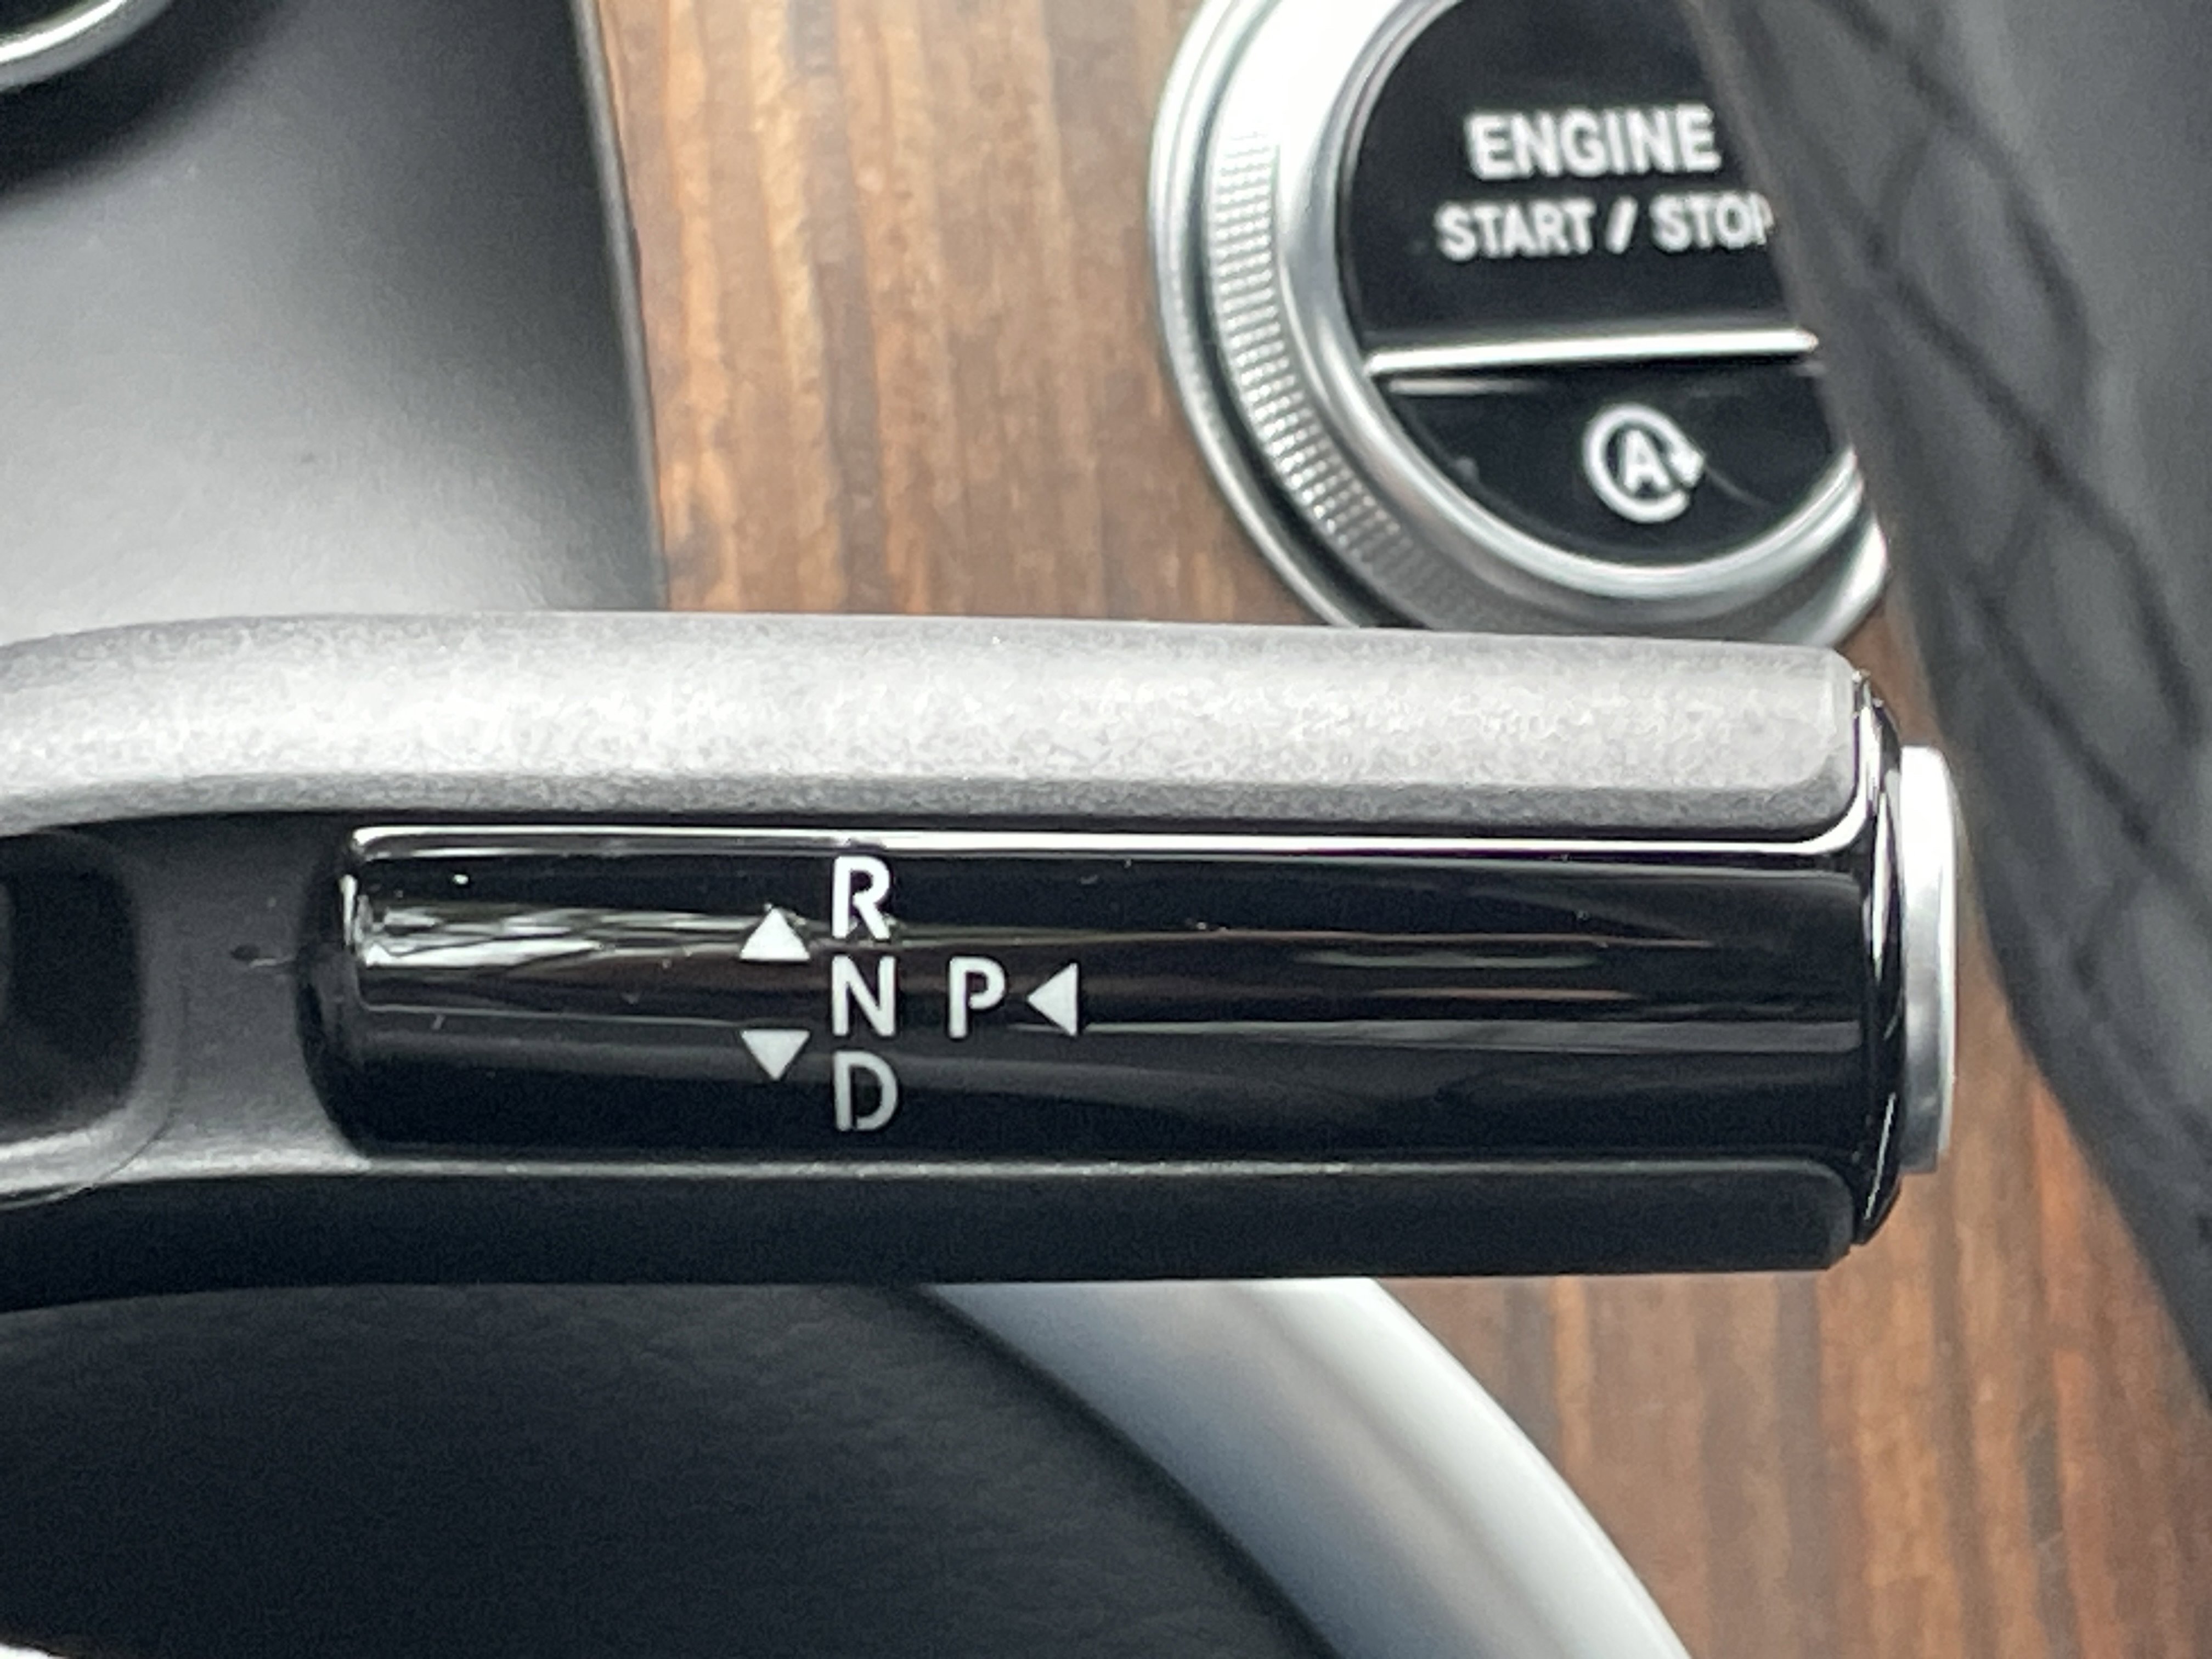 ENGINE
START / STOP
A
R
N P
D